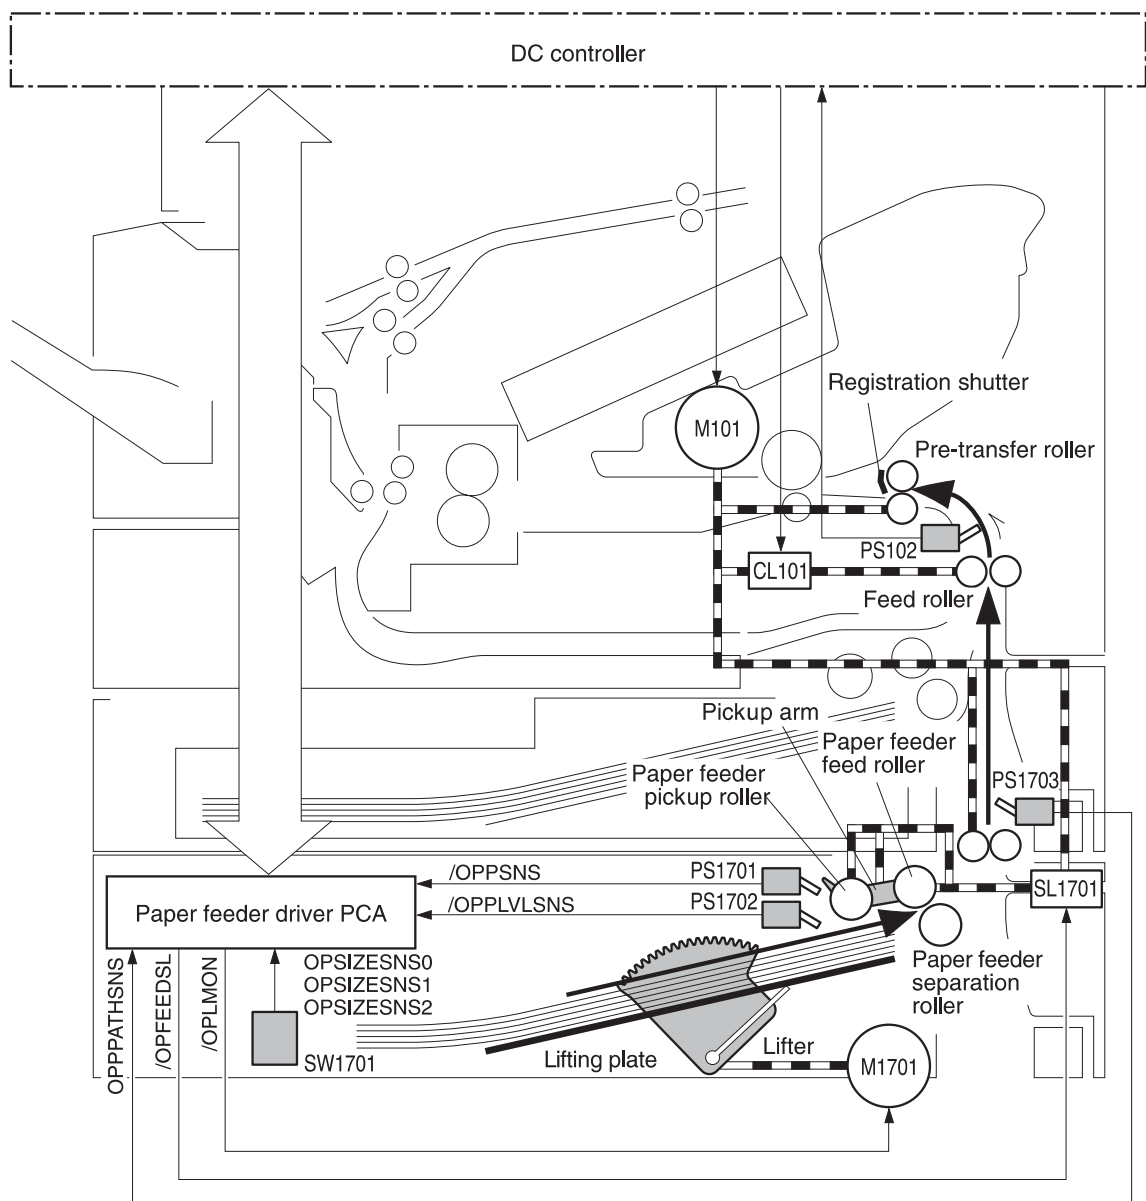 DC controller
Registration shutter
M101
Pre-transfer roller
PS102
CL101
Feed roller
Pickup arm
Paper feeder
feed roller
Paper feeder
pickup roller
PS1703
/OPPSNS
PS1701
SL1701
/OPPLVLSNS
PS1702
Paper feeder driver PCA
OPPPATHSNS
/OPFEEDSL
/OPLMON
OPSIZESNS0
OPSIZESNS1
OPSIZESNS2
Paper feeder
separation
roller
SW1701
Lifting plate
Lifter
M1701